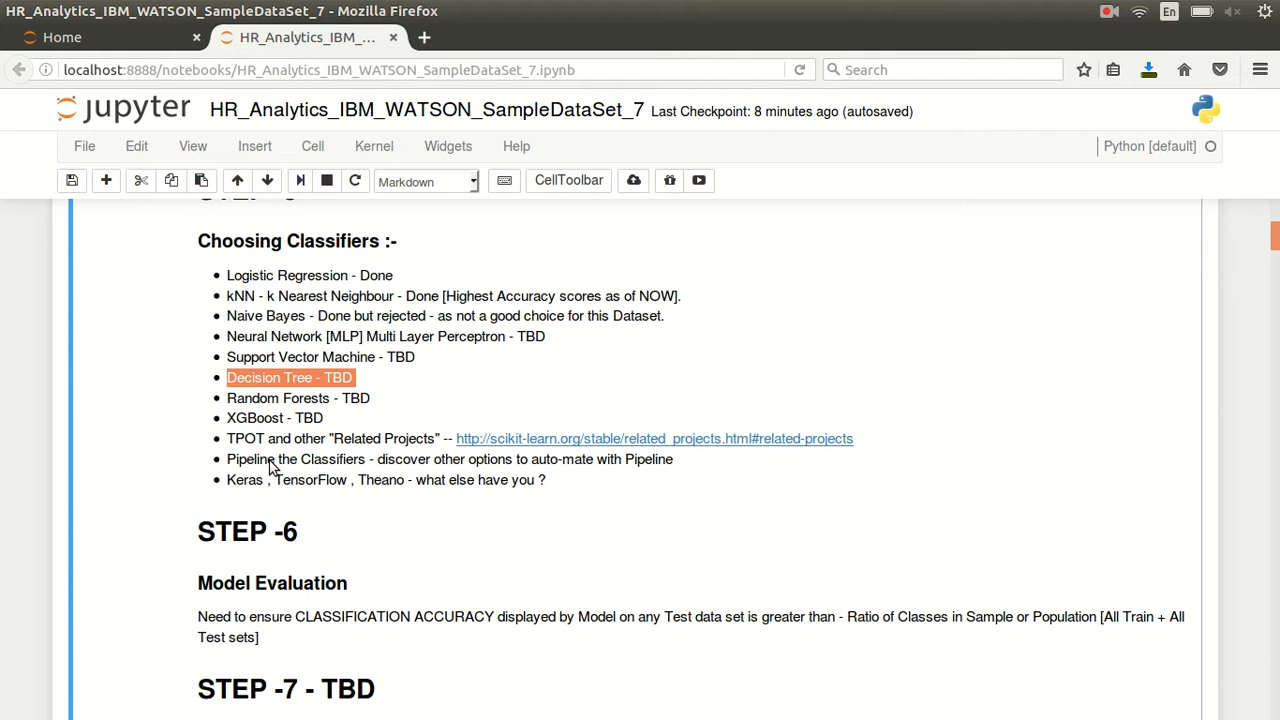 HR_Analytics_IBM_WATSON_SampleDataSet_7 - Mozilla Firefox
En
Home
HR_Analytics_IBM_...
localhost:8888/notebooks/HR_Analytics_IBM_WATSON_SampleDataSet_7.ipynb
Search
jupyter HR_Analytics_IBM_WATSON_SampleDataSet_7 Last Checkpoint: 8 minutes ago (autosaved)
File Edit View Insert Cell Kernel Widgets Help Python [default]
Markdown CellToolbar
Choosing Classifiers :-
Logistic Regression - Done
kNN - k Nearest Neighbour - Done [Highest Accuracy scores as of NOW].
Naive Bayes - Done but rejected - as not a good choice for this Dataset.
Neural Network [MLP] Multi Layer Perceptron - TBD
Support Vector Machine - TBD
Decision Tree - TBD
Random Forests - TBD
XGBoost - TBD
TPOT and other "Related Projects" -- http://scikit-learn.org/stable/related_projects.html#related-projects
Pipeline the Classifiers - discover other options to auto-mate with Pipeline
Keras , TensorFlow , Theano - what else have you ?
STEP -6
Model Evaluation
Need to ensure CLASSIFICATION ACCURACY displayed by Model on any Test data set is greater than - Ratio of Classes in Sample or Population [All Train + All
Test sets]
STEP -7 - TBD